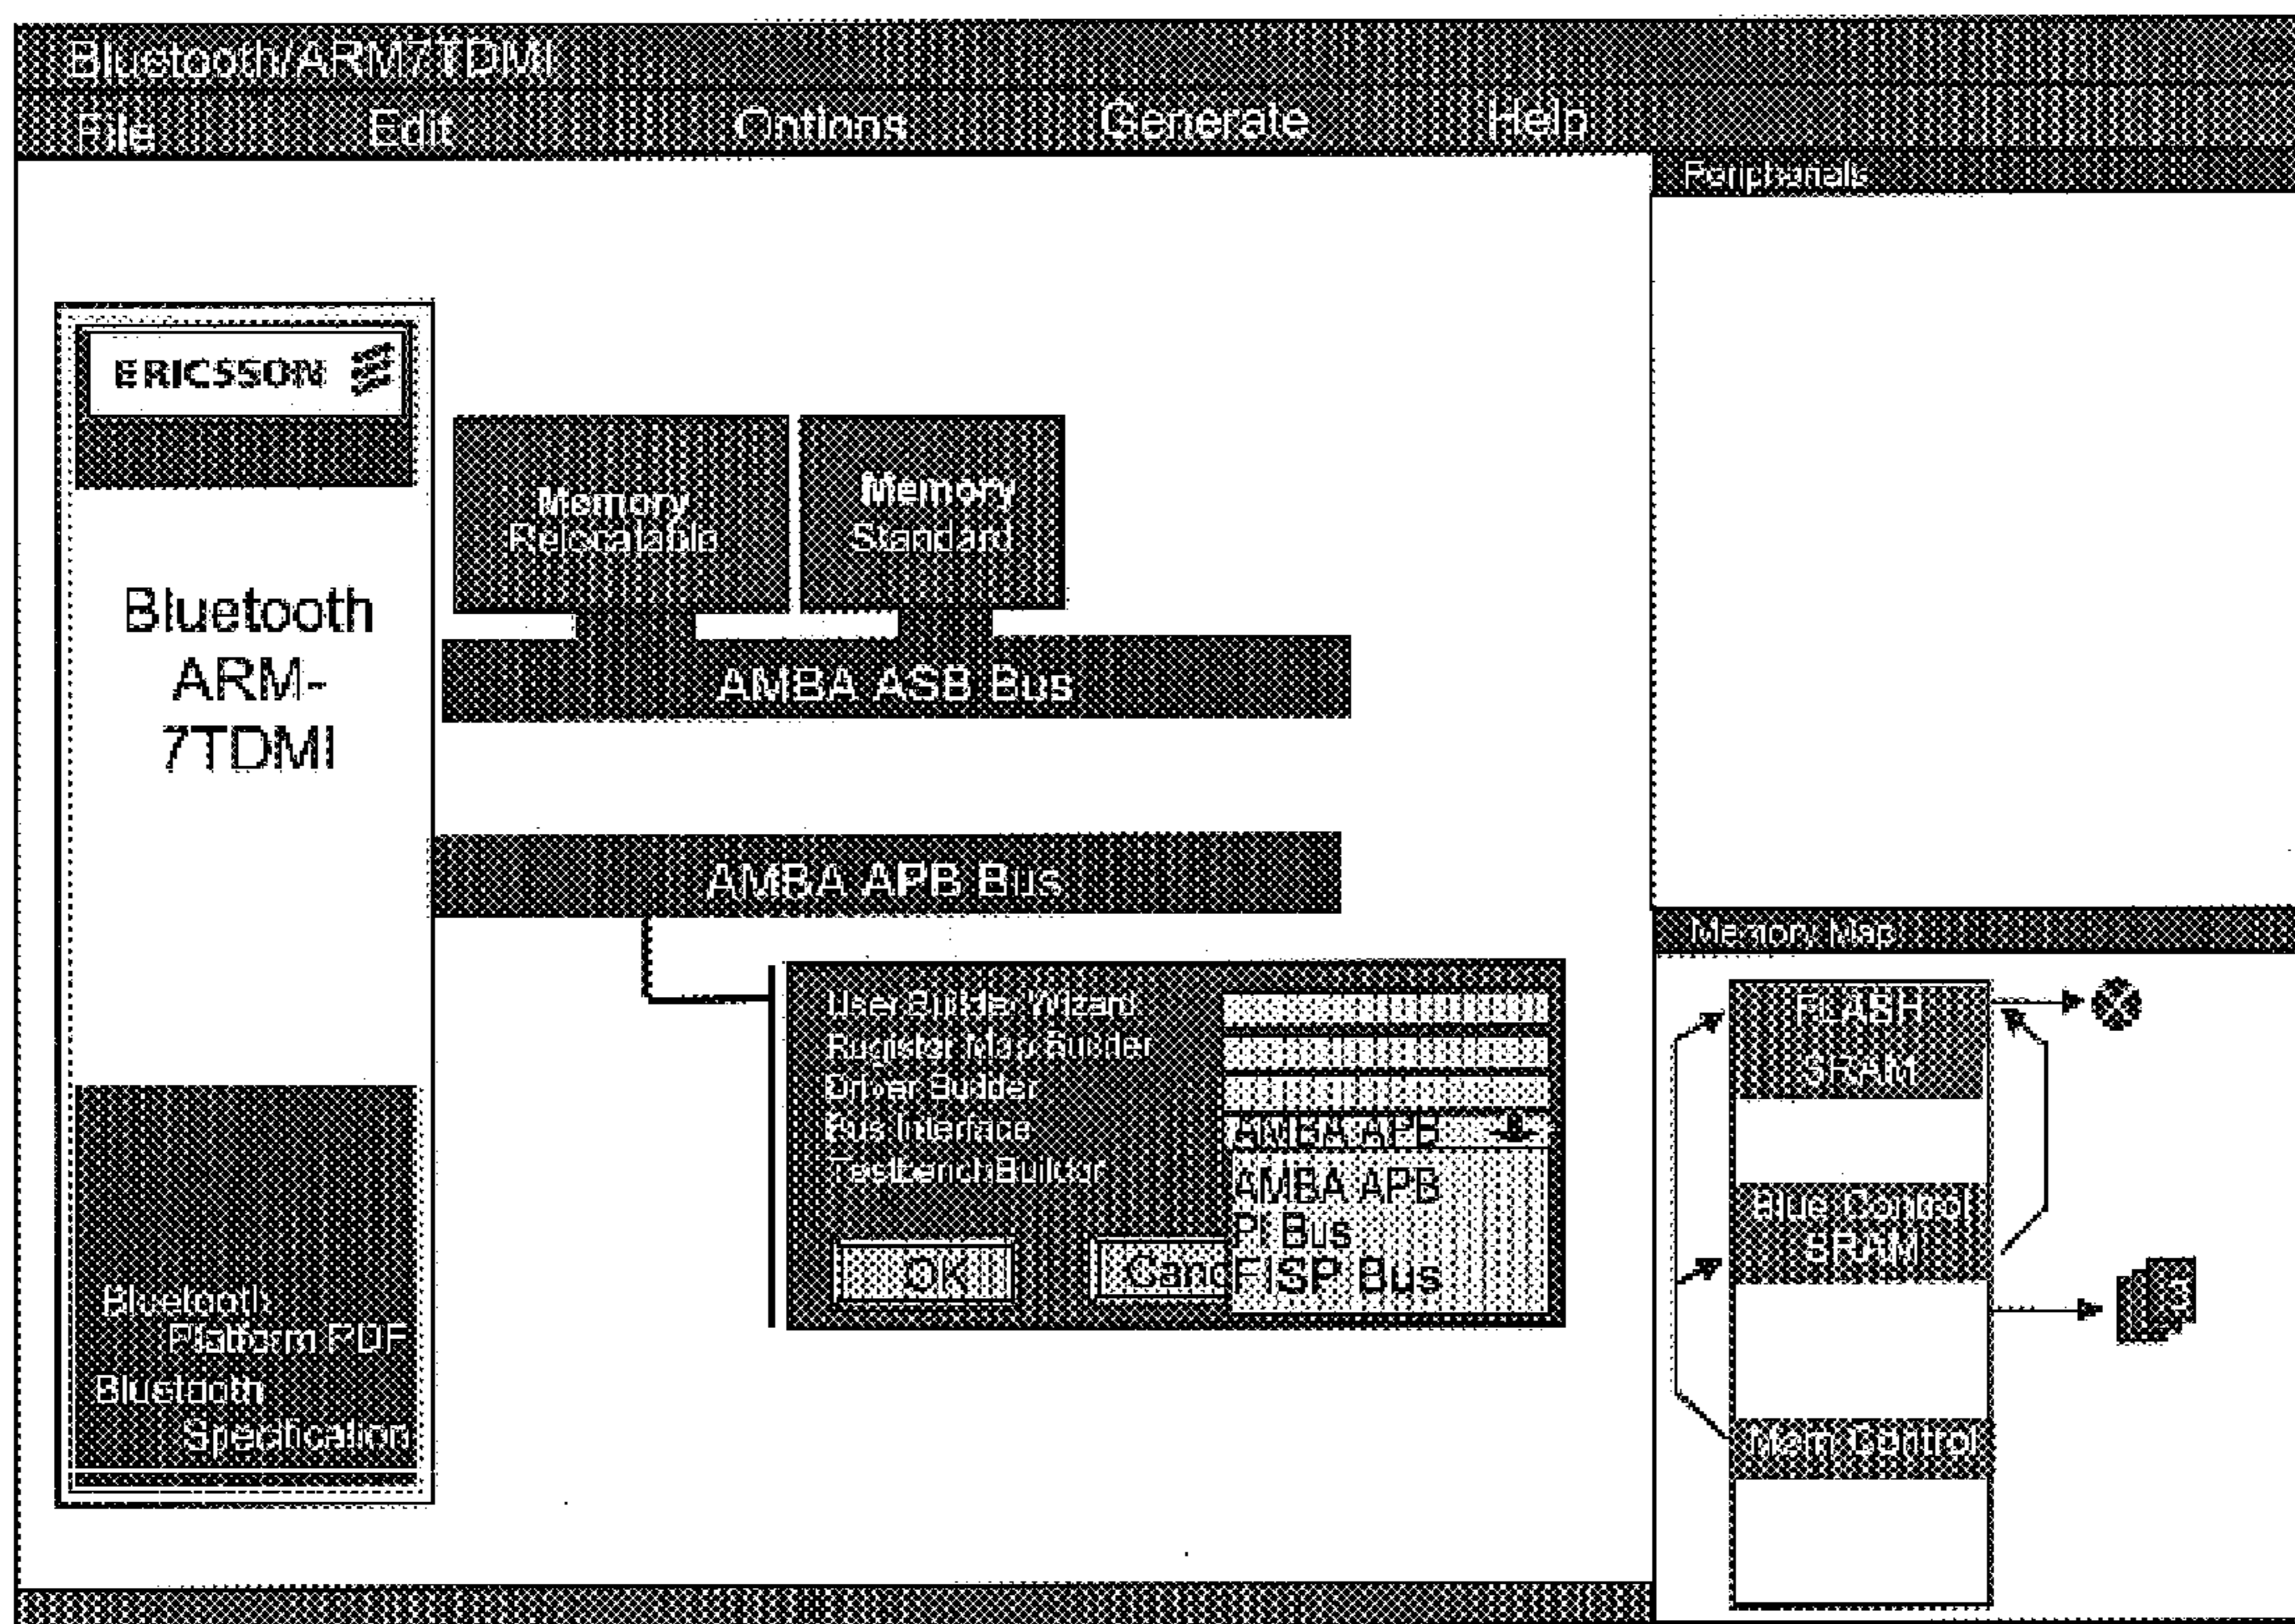 Bluetooth/ARM7TDMI
File Edit Options Generate Help
Peripherials
ERICSSON
Memory
Relocatable
Memory
Standard
Bluetooth
ARM-
7TDMI
AMBA ASB Bus
AMBA APB Bus
Memory Map
User Builder Wizard
Register Map Builder
Driver Builder
Bus Interface
TestbenchBuilder
AMBA APB
AMBA APB
PI Bus
FISP Bus
OK
Canc
FLASH
SRAM
Blue Control
SRAM
Mem Control
Bluetooth
Platform PDF
Bluetooth
Specification